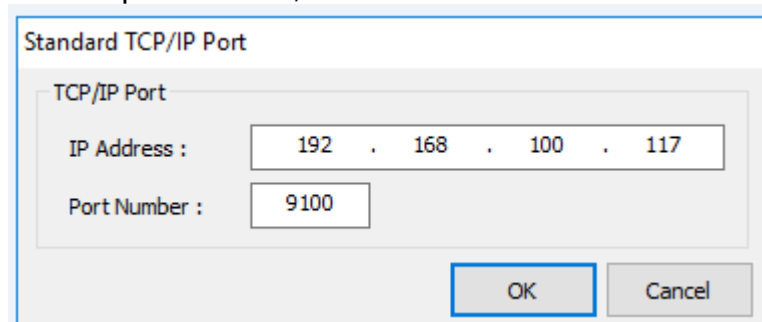 Standard TCP/IP Port
TCP/IP Port
IP Address : 192 . 168 . 100 . 117
Port Number : 9100
OK Cancel